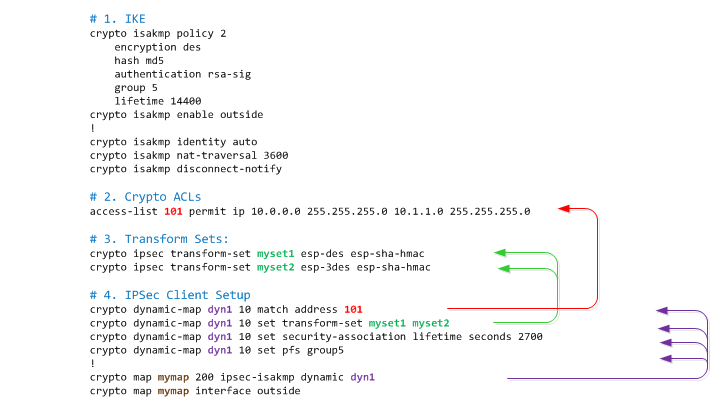 # 1. IKE
crypto isakmp policy 2
encryption des
hash md5
authentication rsa-sig
group 5
lifetime 14400
crypto isakmp enable outside
!
crypto isakmp identity auto
crypto isakmp nat-traversal 3600
crypto isakmp disconnect-notify
# 2. Crypto ACLs
access-list 101 permit ip 10.0.0.0 255.255.255.0 10.1.1.0 255.255.255.0
# 3. Transform Sets:
crypto ipsec transform-set myset1 esp-des esp-sha-hmac
crypto ipsec transform-set myset2 esp-3des esp-sha-hmac
# 4. IPSec Client Setup
crypto dynamic-map dyn1 10 match address 101
crypto dynamic-map dyn1 10 set transform-set myset1 myset2
crypto dynamic-map dyn1 10 set security-association lifetime seconds 2700
crypto dynamic-map dyn1 10 set pfs group5
!
crypto map mymap 200 ipsec-isakmp dynamic dyn1
crypto map mymap interface outside